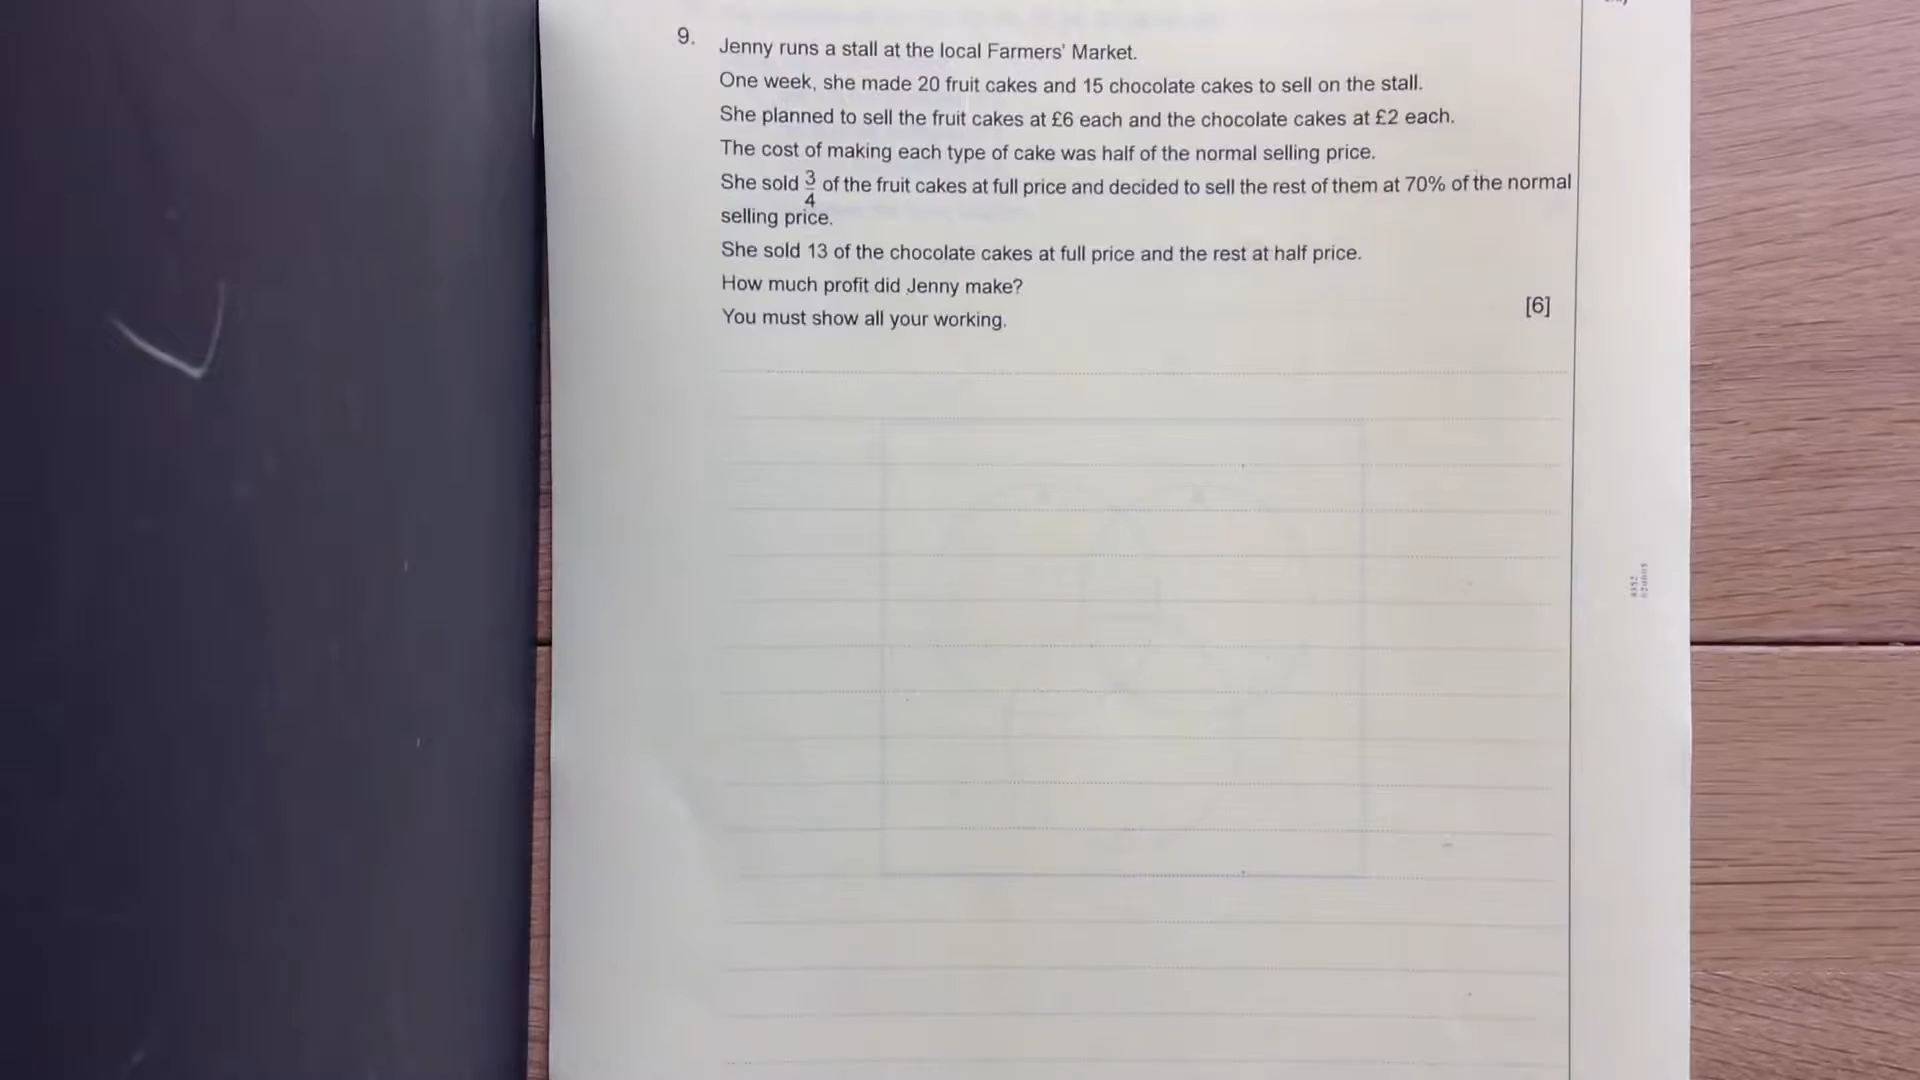 9.
Jenny runs a stall at the local Farmers' Market.
One week, she made 20 fruit cakes and 15 chocolate cakes to sell on the stall.
She planned to sell the fruit cakes at £6 each and the chocolate cakes at £2 each.
The cost of making each type of cake was half of the normal selling price.
She sold 3/4 of the fruit cakes at full price and decided to sell the rest of them at 70% of the normal
selling price.
She sold 13 of the chocolate cakes at full price and the rest at half price.
How much profit did Jenny make?
You must show all your working.
[6]